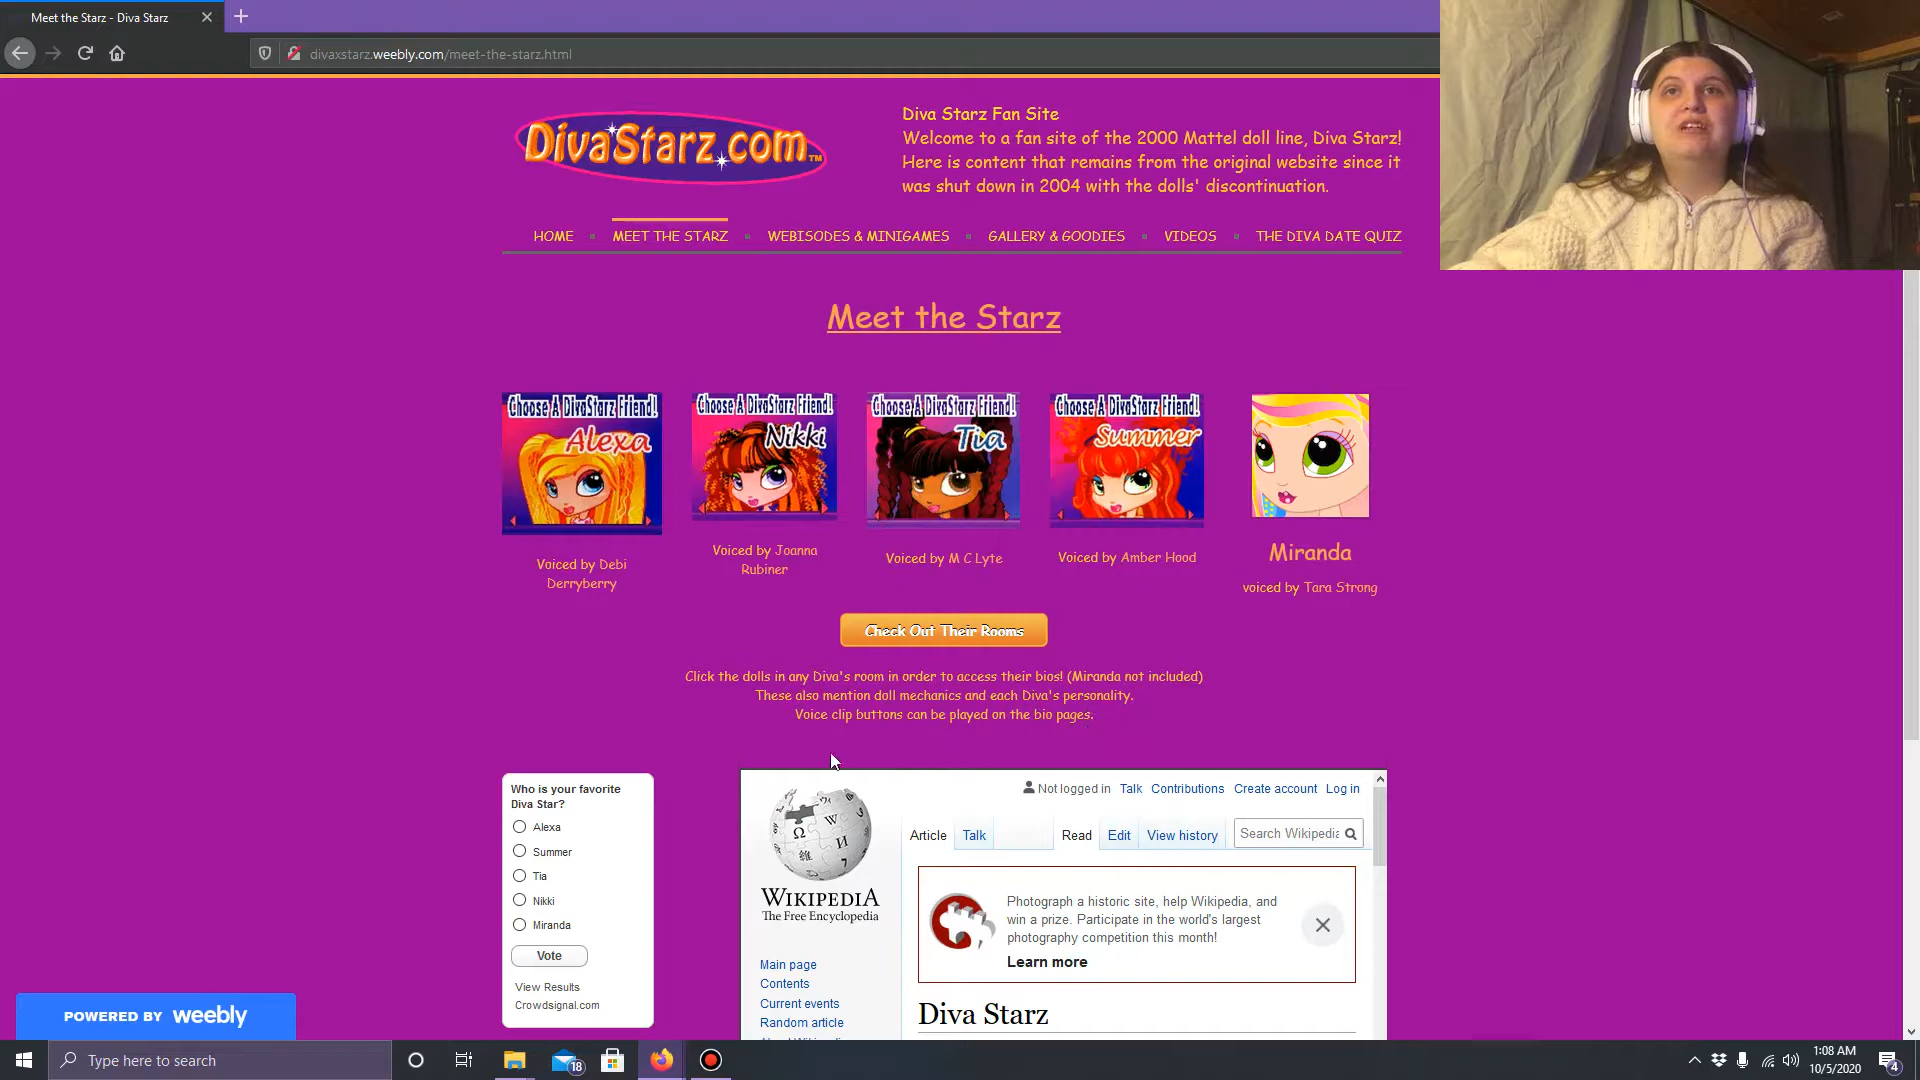 Meet the Starz - Diva Starz
divaxstarz.weebly.com/meet-the-starz.html
DivaStarz.com™
Diva Starz Fan Site
Welcome to a fan site of the 2000 Mattel doll line, Diva Starz!
Here is content that remains from the original website since it
was shut down in 2004 with the dolls' discontinuation.
HOME
MEET THE STARZ
WEBISODES & MINIGAMES
GALLERY & GOODIES
VIDEOS
THE DIVA DATE QUIZ
Meet the Starz
Choose A DivaStarz Friend!
Alexa
Voiced by Debi
Derryberry
Choose A DivaStarz Friend!
Nikki
Voiced by Joanna
Rubiner
Choose A DivaStarz Friend!
Tia
Voiced by M C Lyte
Choose A DivaStarz Friend!
Summer
Voiced by Amber Hood
Miranda
voiced by Tara Strong
Check Out Their Rooms
Click the dolls in any Diva's room in order to access their bios! (Miranda not included)
These also mention doll mechanics and each Diva's personality.
Voice clip buttons can be played on the bio pages.
Who is your favorite
Diva Star?
Alexa
Summer
Tia
Nikki
Miranda
Vote
View Results
Crowdsignal.com
WIKIPEDIA
The Free Encyclopedia
Main page
Contents
Current events
Random article
Not logged in
Talk
Contributions
Create account
Log in
Article
Talk
Read
Edit
View history
Search Wikipedia
Photograph a historic site, help Wikipedia, and
win a prize. Participate in the world's largest
photography competition this month!
Learn more
Diva Starz
POWERED BY weebly
Type here to search
18
1:08 AM
10/5/2020
4